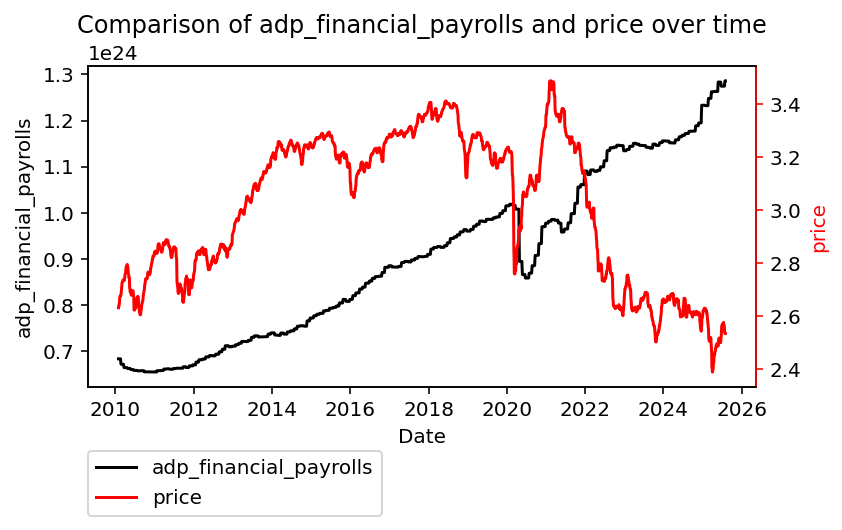 Comparison of adp_financial_payrolls and price over time
1e24
1.3
1.2
1.1
1.0
0.9
0.8
0.7
adp_financial_payrolls
3.4
3.2
3.0
2.8
2.6
2.4
price
2010 2012 2014 2016 2018 2020 2022 2024 2026
Date
adp_financial_payrolls
price